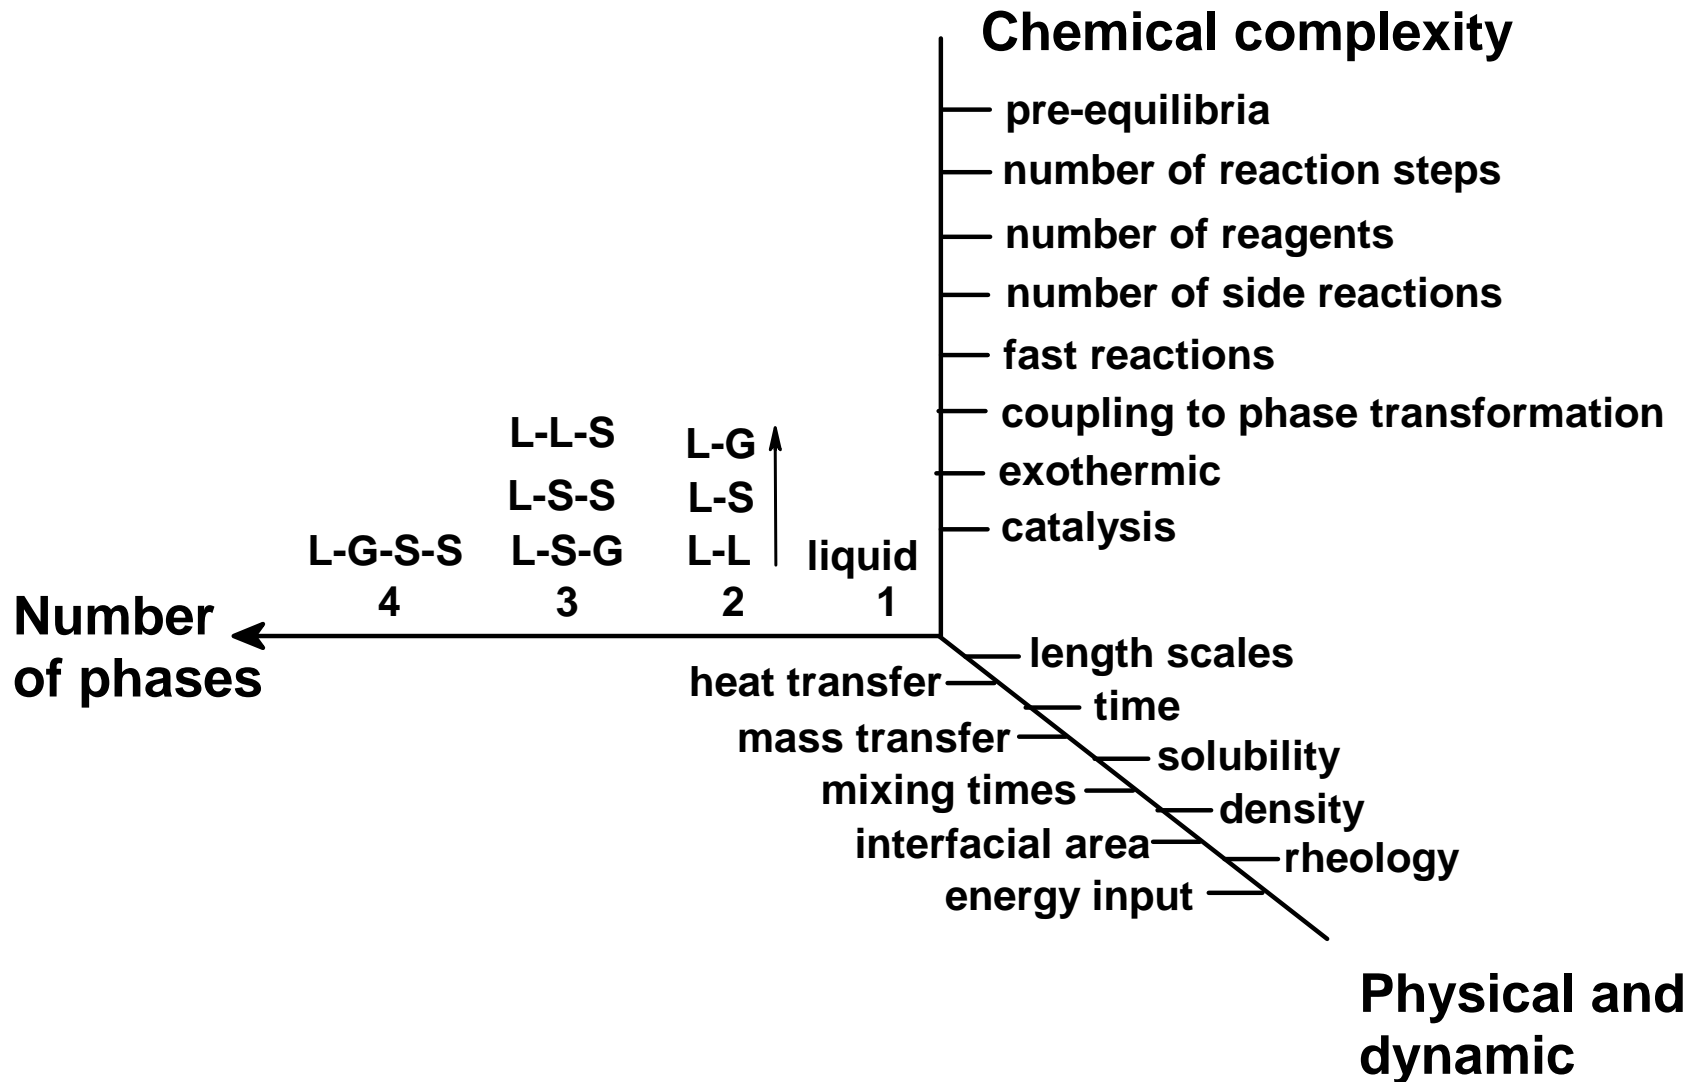 Chemical complexity
pre-equilibria
number of reaction steps
number of reagents
number of side reactions
fast reactions
coupling to phase transformation
exothermic
catalysis
L-L-S
L-G
L-S-S
L-S
L-G-S-S
L-S-G
L-L
liquid
4
3
2
1
Number
of phases
length scales
heat transfer
time
mass transfer
solubility
mixing times
density
interfacial area
rheology
energy input
Physical and
dynamic